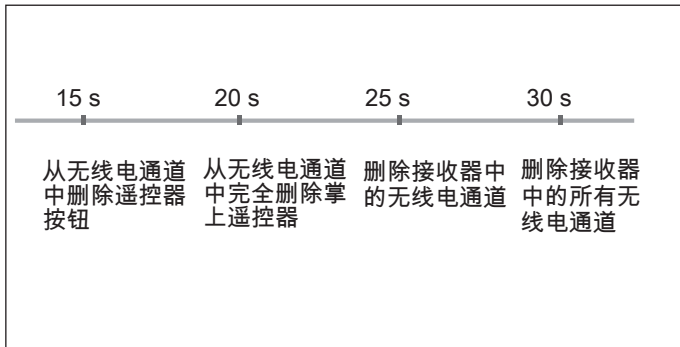 15 s
20 s
25 s
30 s
从无线电通道
中删除遥控器
按钮
从无线电通道
中完全删除掌
上遥控器
删除接收器中
的无线电通道
删除接收器
中的所有无
线电通道